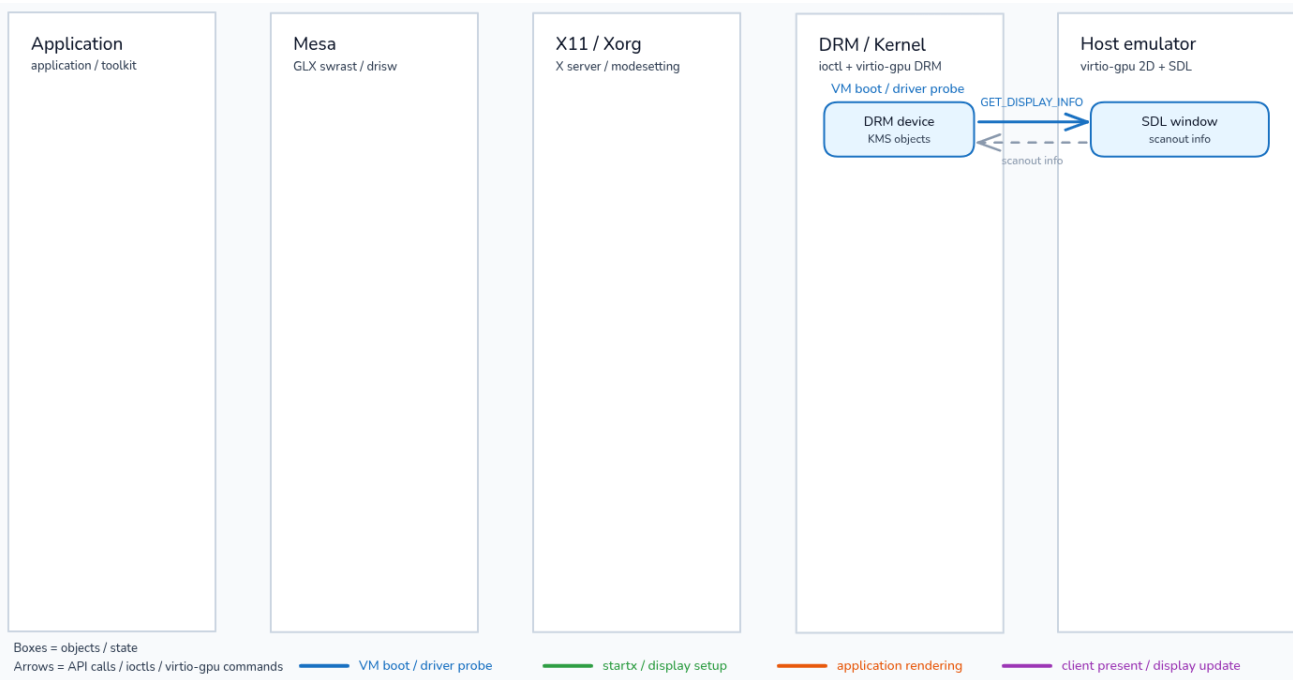 Application
application / toolkit
Mesa
GLX swrast / drisw
X11 / Xorg
X server / modesetting
DRM / Kernel
ioctl + virtio-gpu DRM
Host emulator
virtio-gpu 2D + SDL
VM boot / driver probe
GET_DISPLAY_INFO
DRM device
KMS objects
SDL window
scanout info
scanout info
Boxes = objects / state
Arrows = API calls / ioctls / virtio-gpu commands
VM boot / driver probe
startx / display setup
application rendering
client present / display update